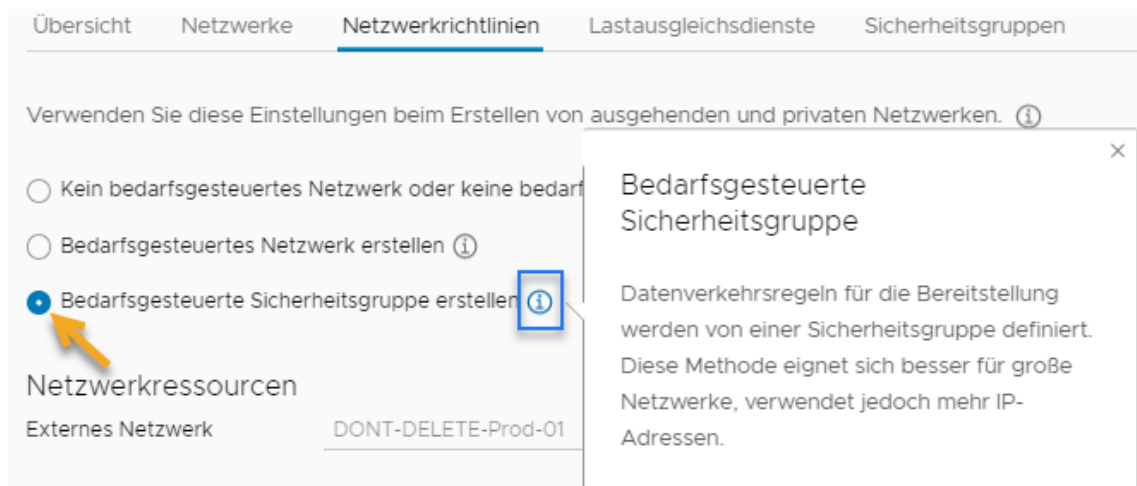 Übersicht Netzwerke Netzwerkrichtlinien Lastausgleichsdienste Sicherheitsgruppen
Verwenden Sie diese Einstellungen beim Erstellen von ausgehenden und privaten Netzwerken.
Kein bedarfsgesteuertes Netzwerk oder keine
Bedarfsgesteuertes Netzwerk erstellen
Bedarfsgesteuerte Sicherheitsgruppe erstellen
Netzwerkressourcen
Externes Netzwerk DONT-DELETE-Prod-01
Bedarfsgesteuerte
Sicherheitsgruppe
Datenverkehrsregeln für die Bereitstellung
werden von einer Sicherheitsgruppe definiert.
Diese Methode eignet sich besser für große
Netzwerke, verwendet jedoch mehr IP-
Adressen.